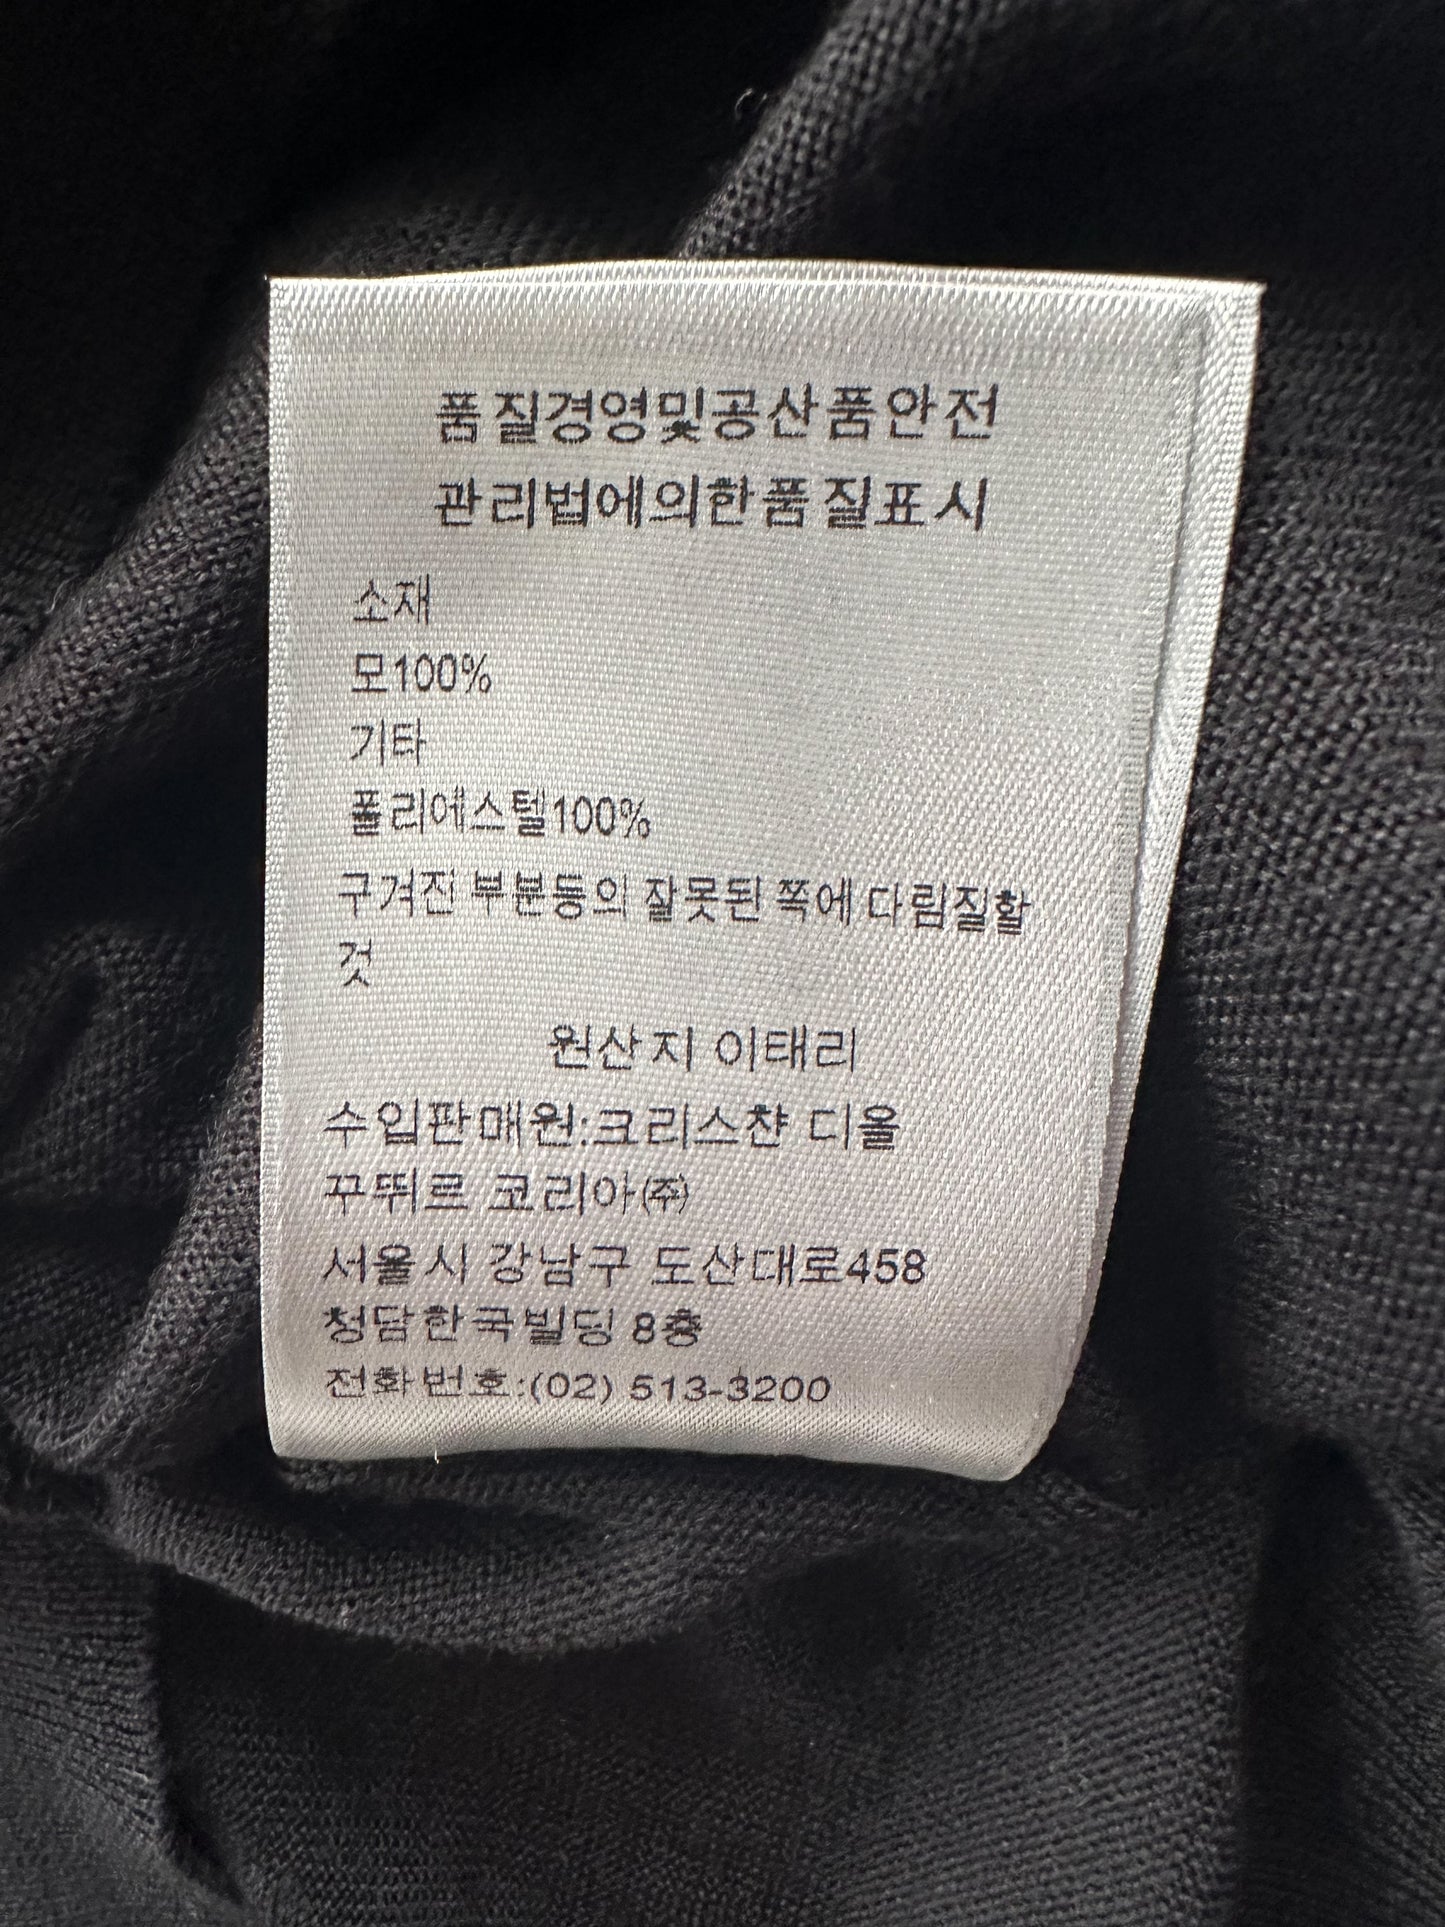 품질경영및공산품안전
관리법에의한품질표시
소재
모100%
기타
폴리에스텔100%
구겨진 부분등의 잘못된 쪽에 다림질할
것
원산지 이태리
수입판매원:크리스챤 디올
꾸뛰르 코리아(주)
서울시 강남구 도산대로458
청담한국빌딩 8층
전화번호:(02) 513-3200